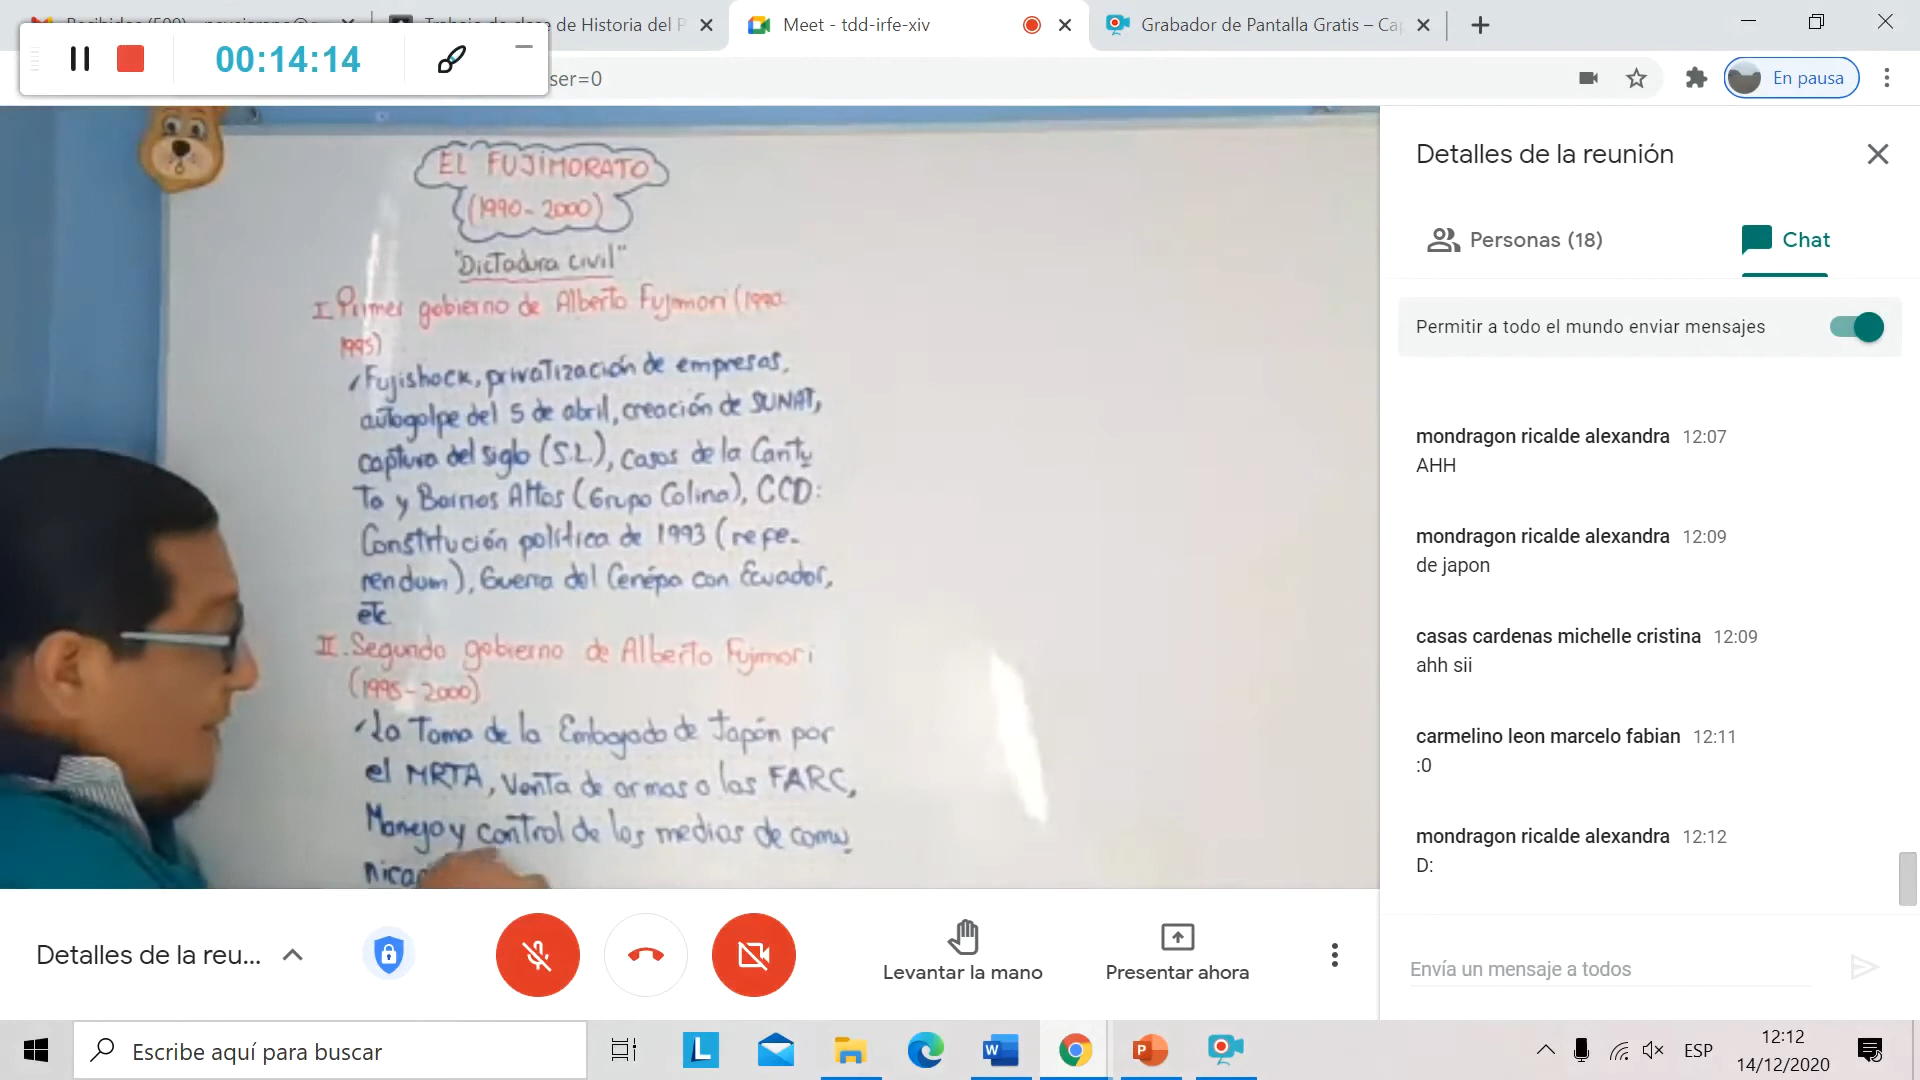 Recibidos (500)
Trabajo de clase de Historia del P
Meet - tdd-irfe-xiv
Grabador de Pantalla Gratis – Ca
00:14:14
ser=0
En pausa
EL FUJIMORATO
(1990-2000)
"Dictadura civil"
I. Primer gobierno de Alberto Fujimori (1990-
1995)
Fujishock, privatización de empresas,
autogolpe del 5 de abril, creación de SUNAT,
captura del siglo (S.L.), casos de la Cantu
ta y Barrios Altos (Grupo Colina), CCD:
Constitución política de 1993 (refe-
rendum), Guerra del Cenepa con Ecuador,
etc
II. Segundo gobierno de Alberto Fujimori
(1995-2000)
La Toma de la Embajada de Japón por
el MRTA, venta de armas a las FARC,
Manejo y control de los medios de comu
nicac
Detalles de la reunión
Personas (18)
Chat
Permitir a todo el mundo enviar mensajes
mondragon ricalde alexandra 12:07
AHH
mondragon ricalde alexandra 12:09
de japon
casas cardenas michelle cristina 12:09
ahh sii
carmelino leon marcelo fabian 12:11
:0
mondragon ricalde alexandra 12:12
D:
Envía un mensaje a todos
Detalles de la reu...
Levantar la mano
Presentar ahora
Escribe aquí para buscar
L
W
P
ESP
12:12
14/12/2020